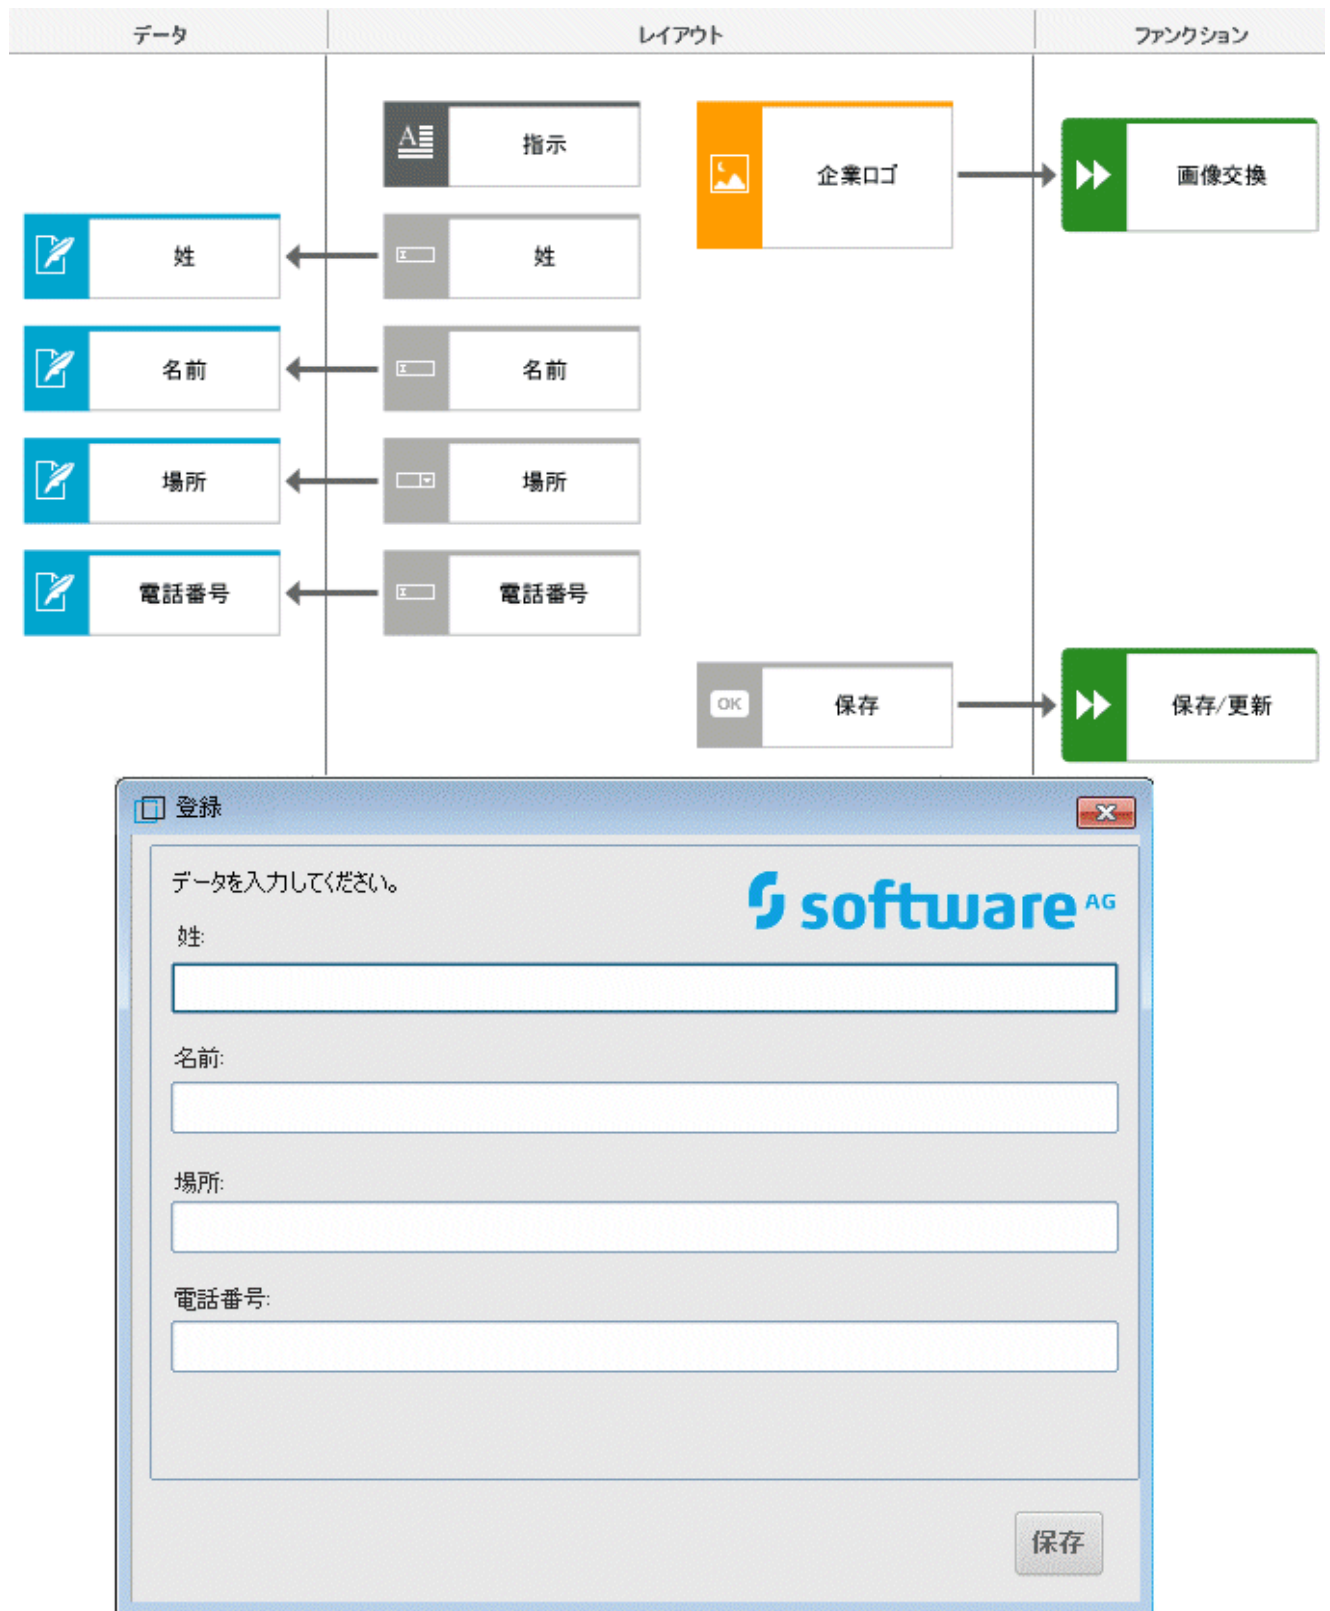 データ レイアウト ファンクション
指示
企業ロゴ
画像交換
姓 姓
名前 名前
場所 場所
電話番号 電話番号
OK 保存 保存/更新
登録
データを入力してください。
software AG
姓:
名前:
場所:
電話番号:
保存